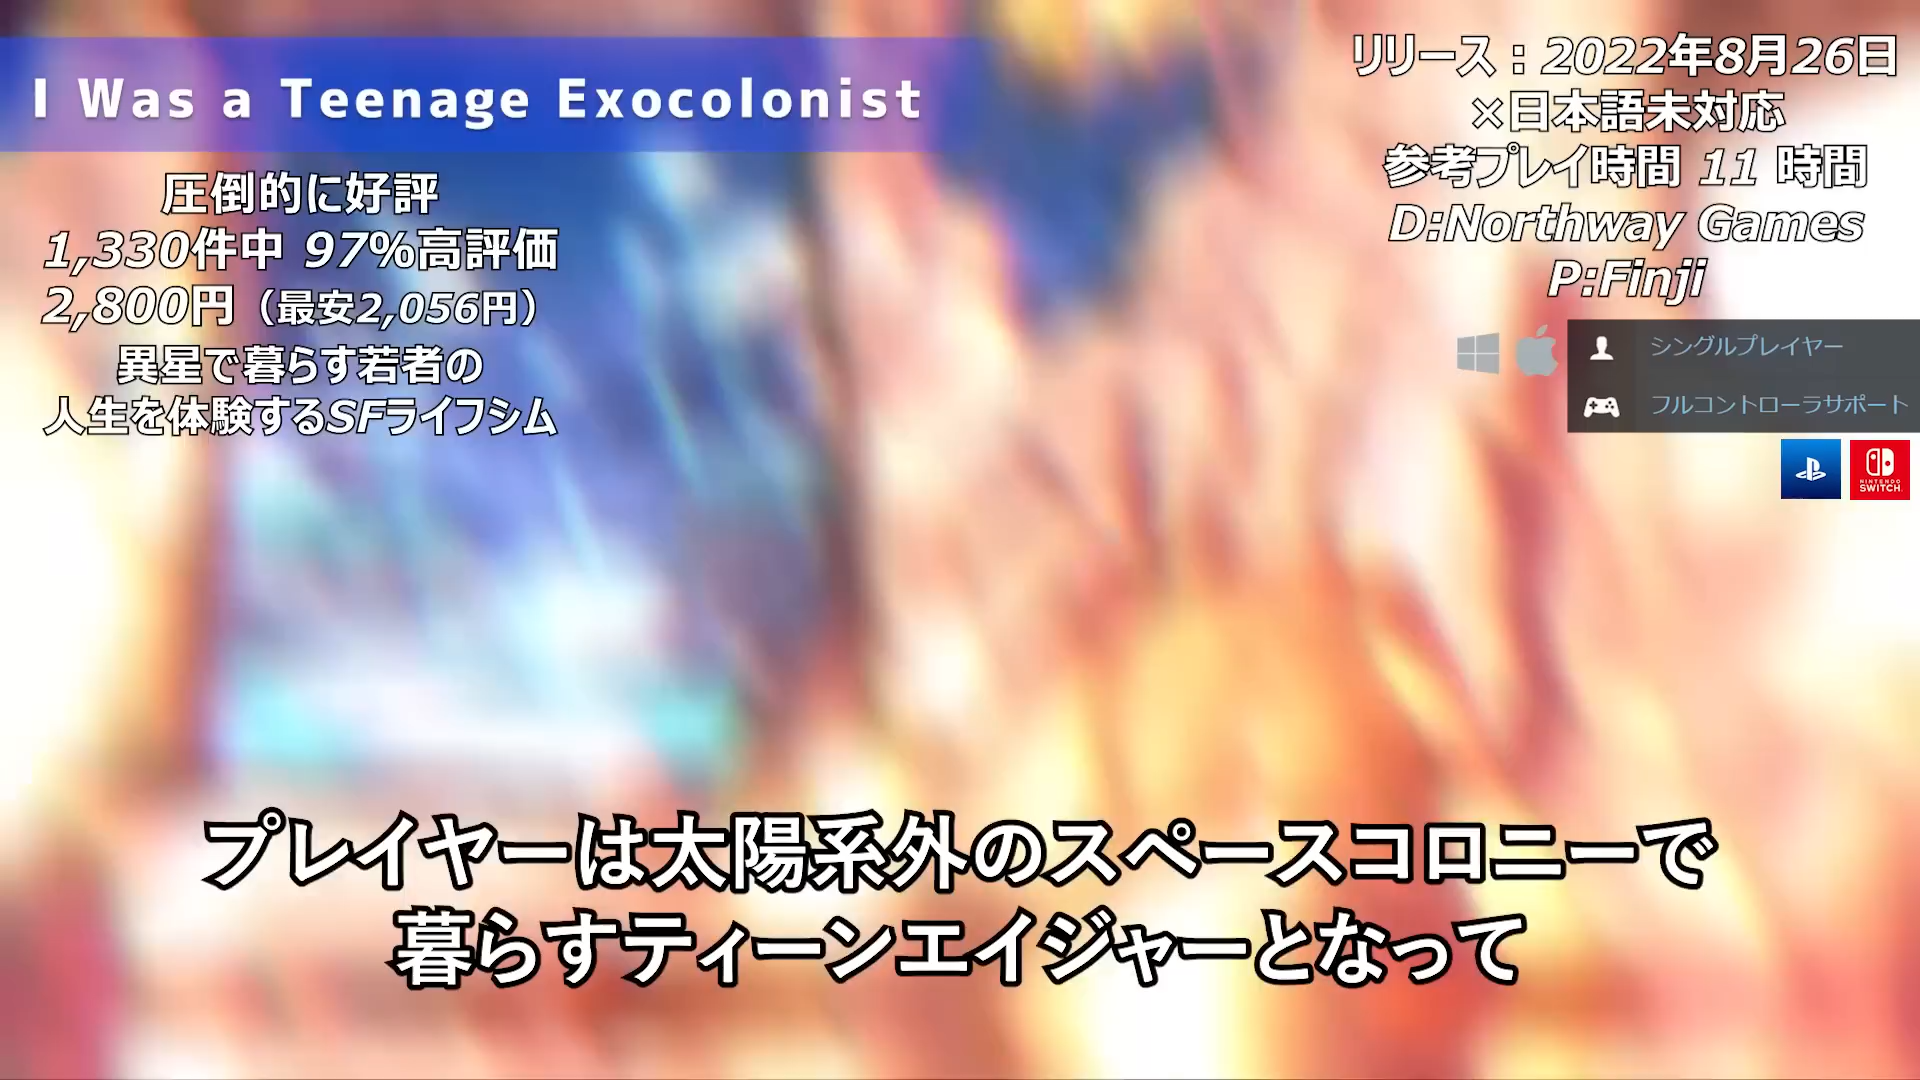 I Was a Teenage Exocolonist
圧倒的に好評
1,330件中 97%高評価
2,800円（最安2,056円）
異星で暮らす若者の
人生を体験するSFライフシム
リリース：2022年8月26日
×日本語未対応
参考プレイ時間 11 時間
D:Northway Games
P:Finji
シングルプレイヤー
フルコントローラサポート
NINTENDO
SWITCH
プレイヤーは太陽系外のスペースコロニーで
暮らすティーンエイジャーとなって